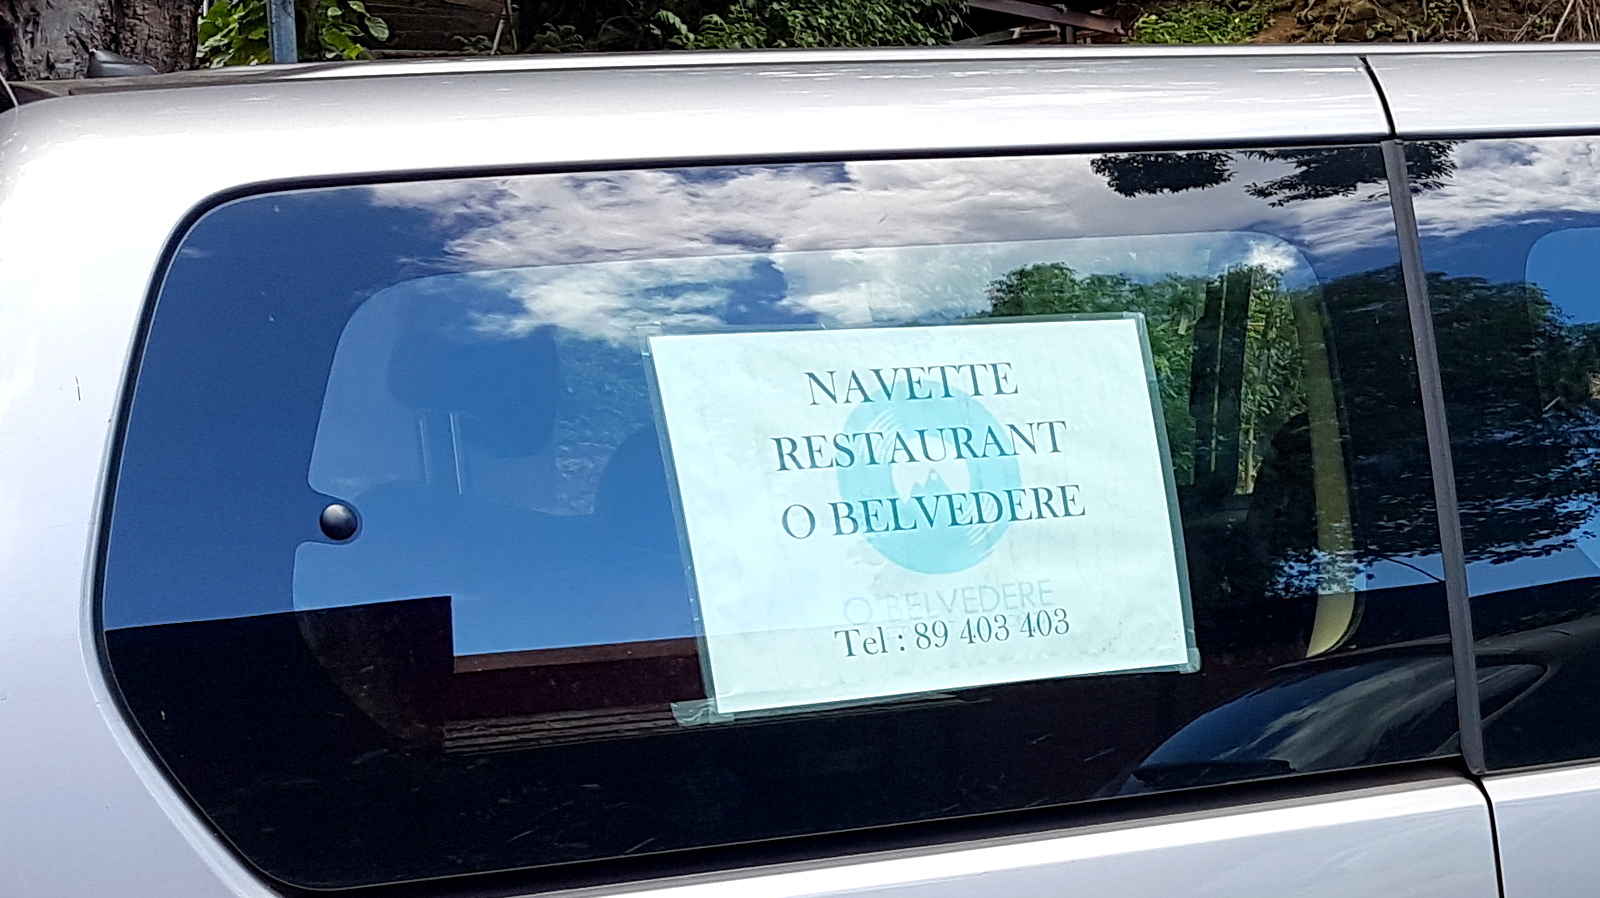 NAVETTE
RESTAURANT
O BELVEDERE
O BELVEDERE
Tel : 89 403 403